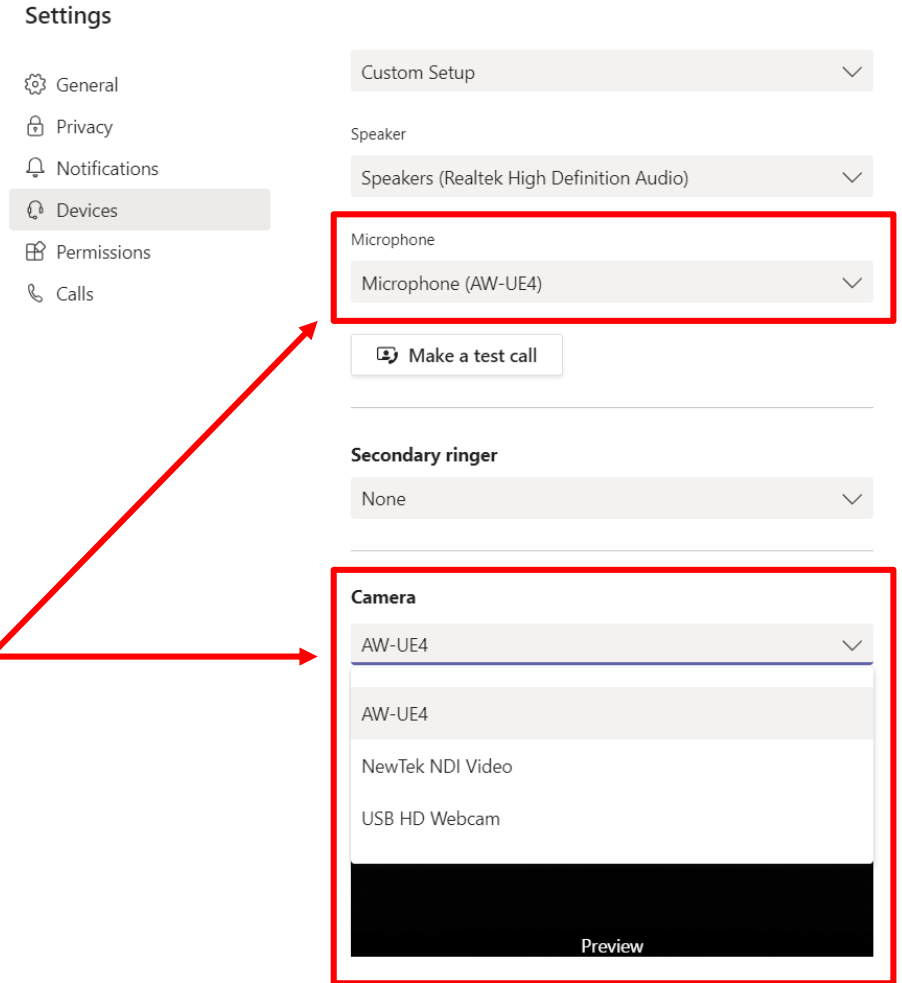 Settings
General
Privacy
Notifications
Devices
Permissions
Calls
Custom Setup
Speaker
Speakers (Realtek High Definition Audio)
Microphone
Microphone (AW-UE4)
Make a test call
Secondary ringer
None
Camera
AW-UE4
AW-UE4
NewTek NDI Video
USB HD Webcam
Preview